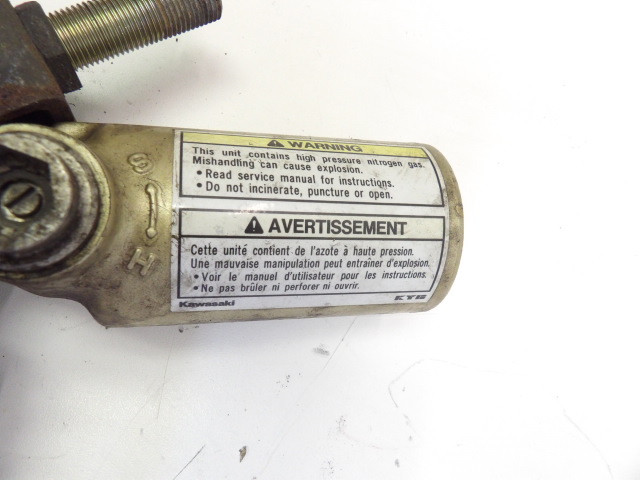 ⚠ WARNING
This unit contains high pressure nitrogen gas.
Mishandling can cause explosion.
• Read service manual for instructions.
• Do not incinerate, puncture or open.
⚠ AVERTISSEMENT
Cette unité contient de l'azote à haute pression.
Une mauvaise manipulation peut entraîner d'explosion.
• Voir le manuel d'utilisateur pour les instructions.
• Ne pas brûler ni perforer ni ouvrir.
Kawasaki KYB
S
H